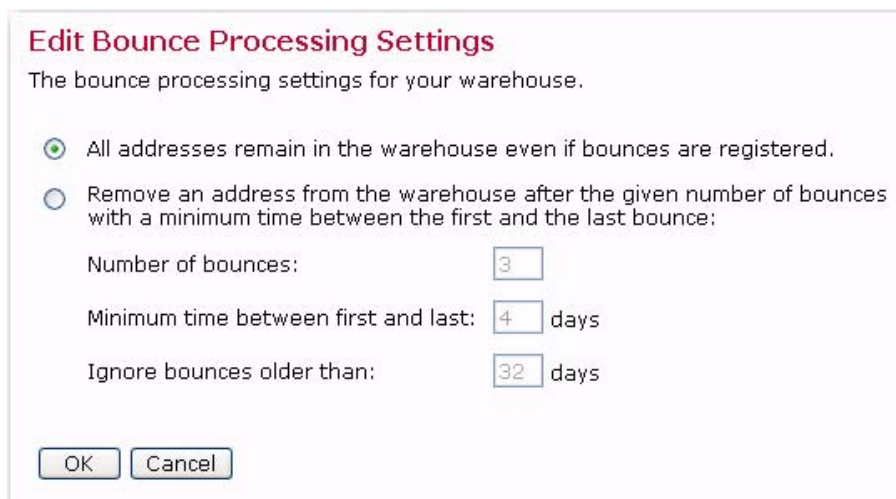 Edit Bounce Processing Settings
The bounce processing settings for your warehouse.
All addresses remain in the warehouse even if bounces are registered.
Remove an address from the warehouse after the given number of bounces
with a minimum time between the first and the last bounce:
Number of bounces: 3
Minimum time between first and last: 4 days
Ignore bounces older than: 32 days
OK Cancel